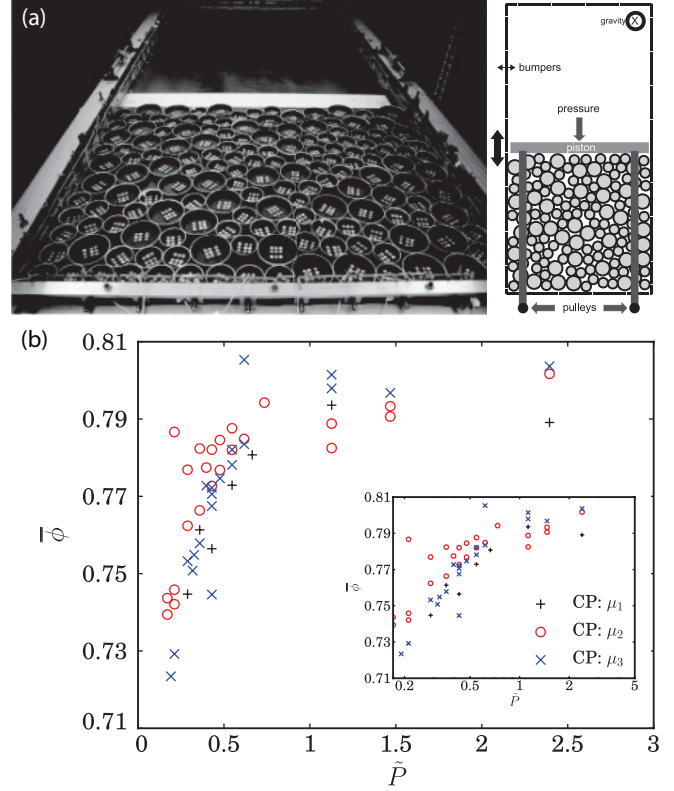 (a)
gravity X
bumpers
pressure
piston
pulleys
(b)
0.81
0.79
0.77
0.75
0.73
0.71
ϕ̅
0 0.5 1 1.5 2 2.5 3
P̃
0.81
0.79
0.77
0.75
0.73
0.71
ϕ̅
0.2 0.5 1 2 5
P̃
CP: μ₁
CP: μ₂
CP: μ₃